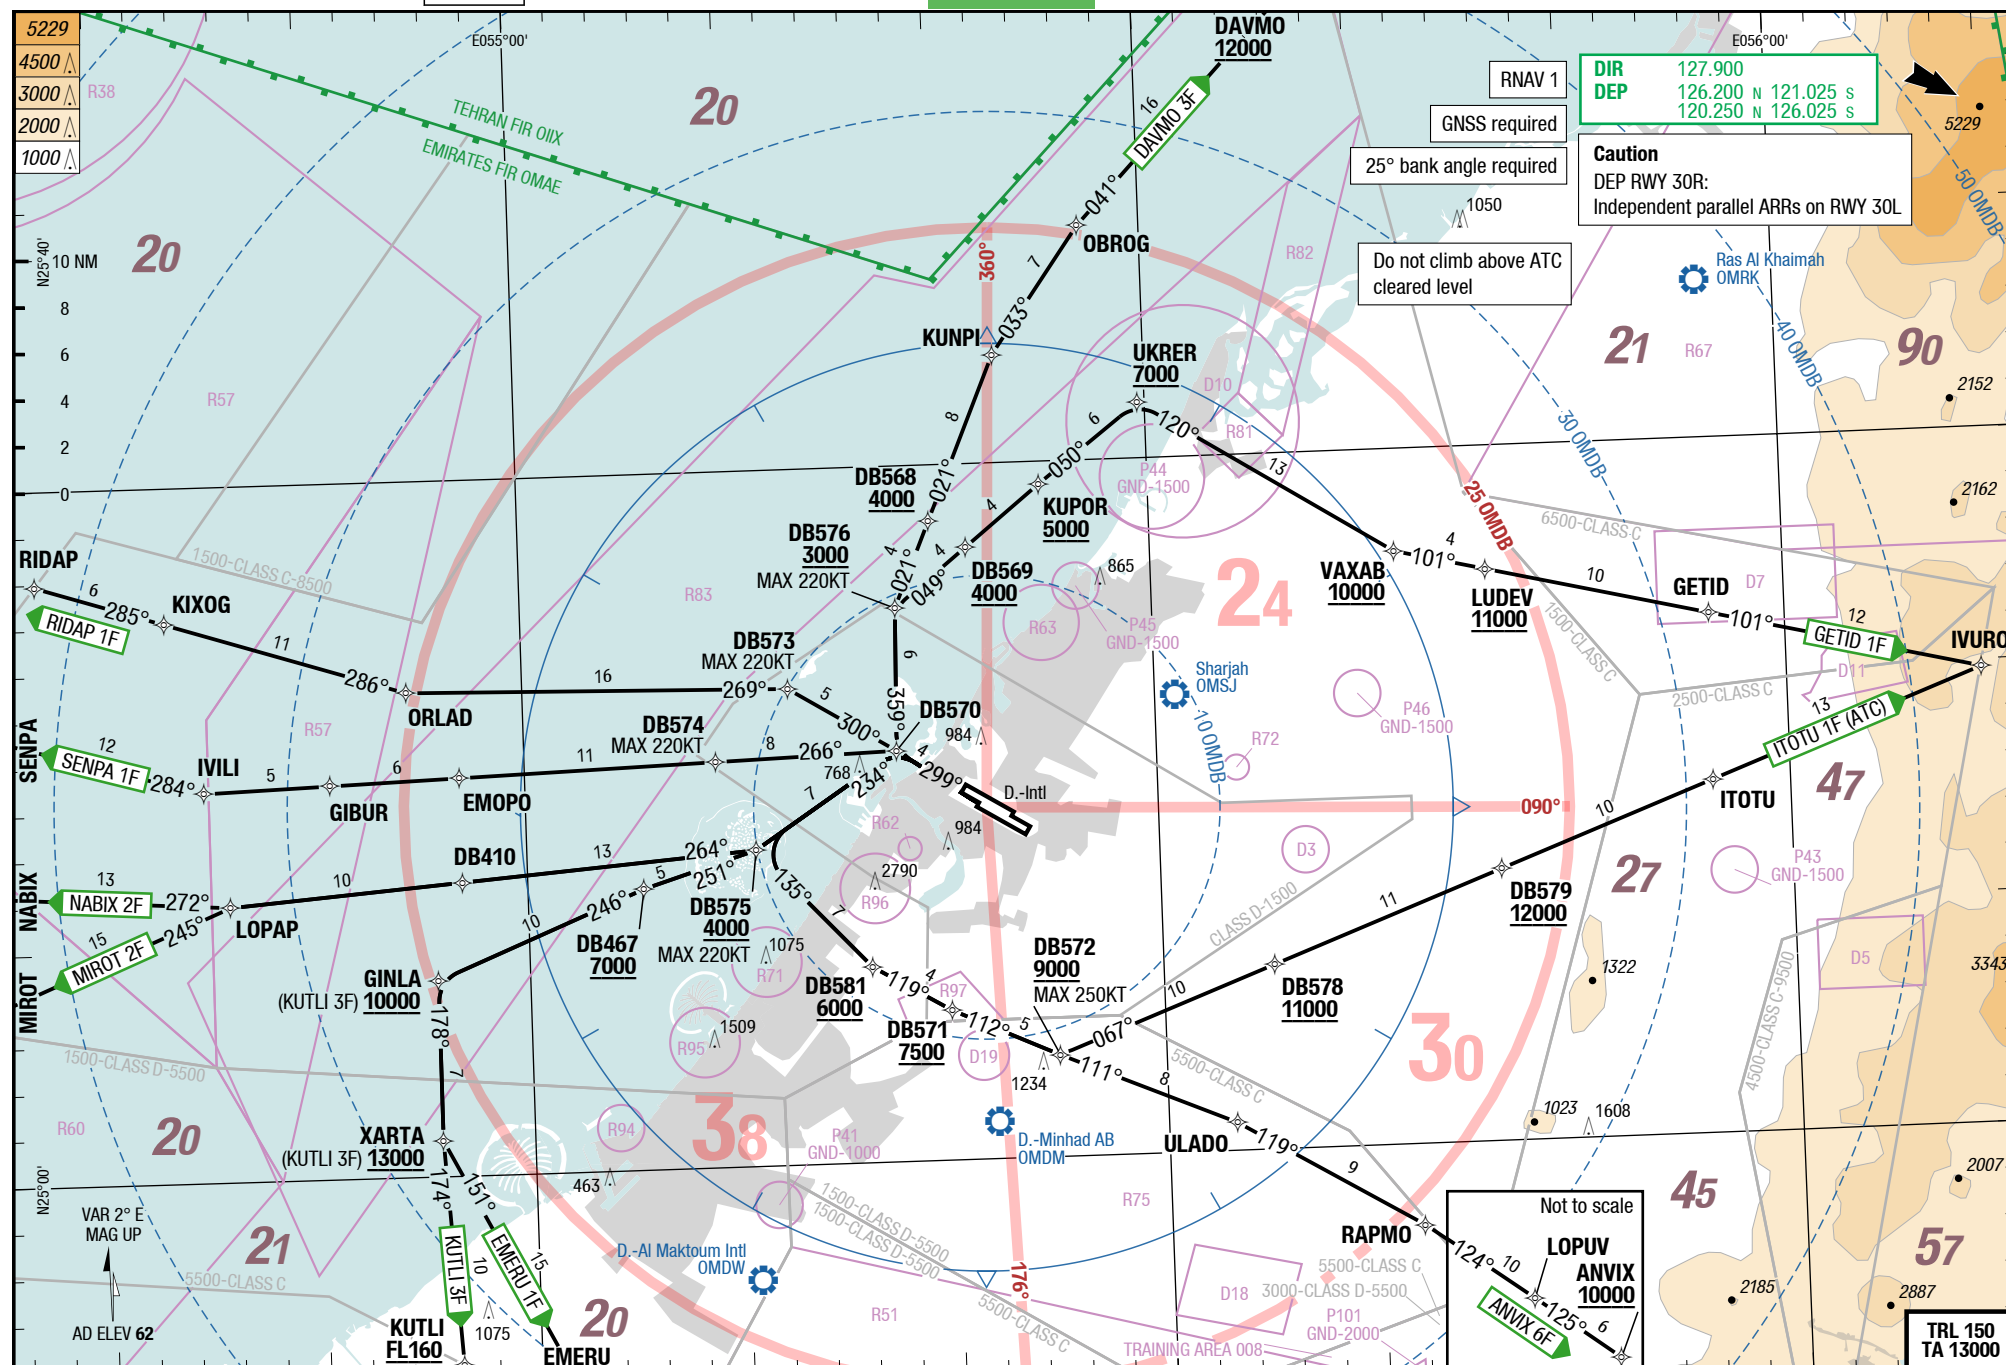 5229
4500
3000
2000
1000
R38
E055°00'
20
TEHRAN FIR OIIX
EMIRATES FIR OMAE
DAVMO
12000
16
DAVMO 3F
041°
OBROG
E056°00'
RNAV 1
GNSS required
25° bank angle required
DIR 127.900
DEP 126.200 N 121.025 S
120.250 N 126.025 S
Caution
DEP RWY 30R:
Independent parallel ARRs on RWY 30L
Do not climb above ATC
cleared level
5229
50 OMDB
1050
Ras Al Khaimah
OMRK
R82
20
N25°40'
10 NM
8
6
4
2
0
360°
7
033°
KUNPI
UKRER
7000
D10
R81
21
R67
40 OMDB
90
2152
30 OMDB
R57
8
6
120°
13
050°
P44
GND-1500
DB568
4000
021°
4
KUPOR
5000
25 OMDB
6500-CLASS C
2162
DB576
3000
MAX 220KT
4
021°
4
049°
DB569
4000
865
24
VAXAB
10000
101°
4
LUDEV
11000
10
GETID
D7
101°
12
GETID 1F
IVURO
D11
1500-CLASS C
2500-CLASS C
RIDAP
6
285°
RIDAP 1F
KIXOG
1500-CLASS C-8500
11
286°
ORLAD
16
269°
R83
DB573
MAX 220KT
5
300°
6
359°
DB570
R63
P45
GND-1500
Sharjah
OMSJ
10 OMDB
P46
GND-1500
R72
13
ITOTU 1F (ATC)
SENPA
12
SENPA 1F
284°
IVILI
5
GIBUR
6
EMOPO
R57
11
DB574
MAX 220KT
8
266°
768
234°
984
4
299°
D.-Intl
090°
ITOTU
47
10
7
R62
984
DB410
13
264°
NABIX
13
NABIX 2F
272°
10
LOPAP
15
MIROT 2F
245°
MIROT
5
251°
246°
10
DB467
7000
DB575
4000
MAX 220KT
135°
7
2790
R96
D3
CLASS D-1500
11
DB579
12000
27
P43
GND-1500
D5
3343
1322
GINLA
(KUTLI 3F) 10000
178°
7
1075
R71
DB581
6000
119°
4
R97
DB571
7500
112°
5
DB572
9000
MAX 250KT
10
067°
DB578
11000
D19
1234
111°
8
5500-CLASS C
30
4500-CLASS C-9500
1509
R95
1500-CLASS D-5500
R60
20
38
R94
463
P41
GND-1000
D.-Minhad AB
OMDM
ULADO
119°
9
1023
1608
2007
45
XARTA
(KUTLI 3F) 13000
174°
151°
KUTLI 3F
10
EMERU 1F
15
N25°00'
VAR 2° E
MAG UP
AD ELEV 62
21
5500-CLASS C
D.-Al Maktoum Intl
OMDW
1500-CLASS D-5500
1500-CLASS D-5500
R75
RAPMO
Not to scale
124°
10
LOPUV
ANVIX
10000
ANVIX 6F
125°
6
5500-CLASS C
3000-CLASS D-5500
P101
GND-2000
57
2185
2887
D18
176°
R51
5500-CLASS C
TRAINING AREA 008
20
1075
KUTLI
FL160
EMERU
TRL 150
TA 13000